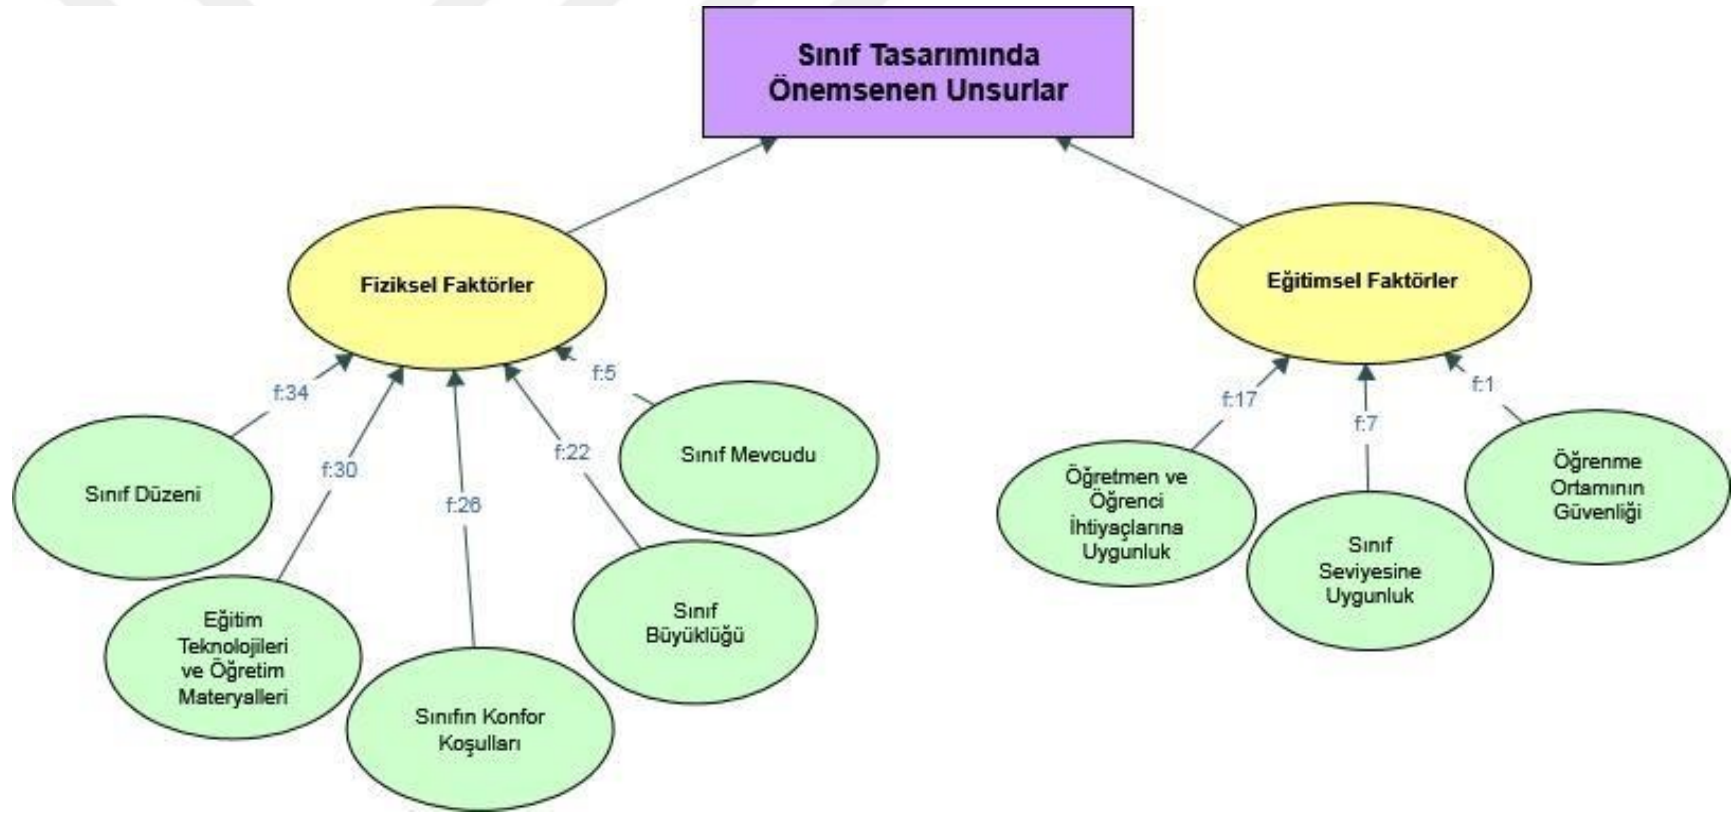 Sınıf Tasarımında
Önemsenen Unsurlar
Fiziksel Faktörler
Eğitimsel Faktörler
f:34
f:30
f:26
f:22
f:5
f:17
f:7
f:1
Sınıf Düzeni
Eğitim
Teknolojileri
ve Öğretim
Materyalleri
Sınıfın Konfor
Koşulları
Sınıf
Büyüklüğü
Sınıf Mevcudu
Öğretmen ve
Öğrenci
İhtiyaçlarına
Uygunluk
Sınıf
Seviyesine
Uygunluk
Öğrenme
Ortamının
Güvenliği